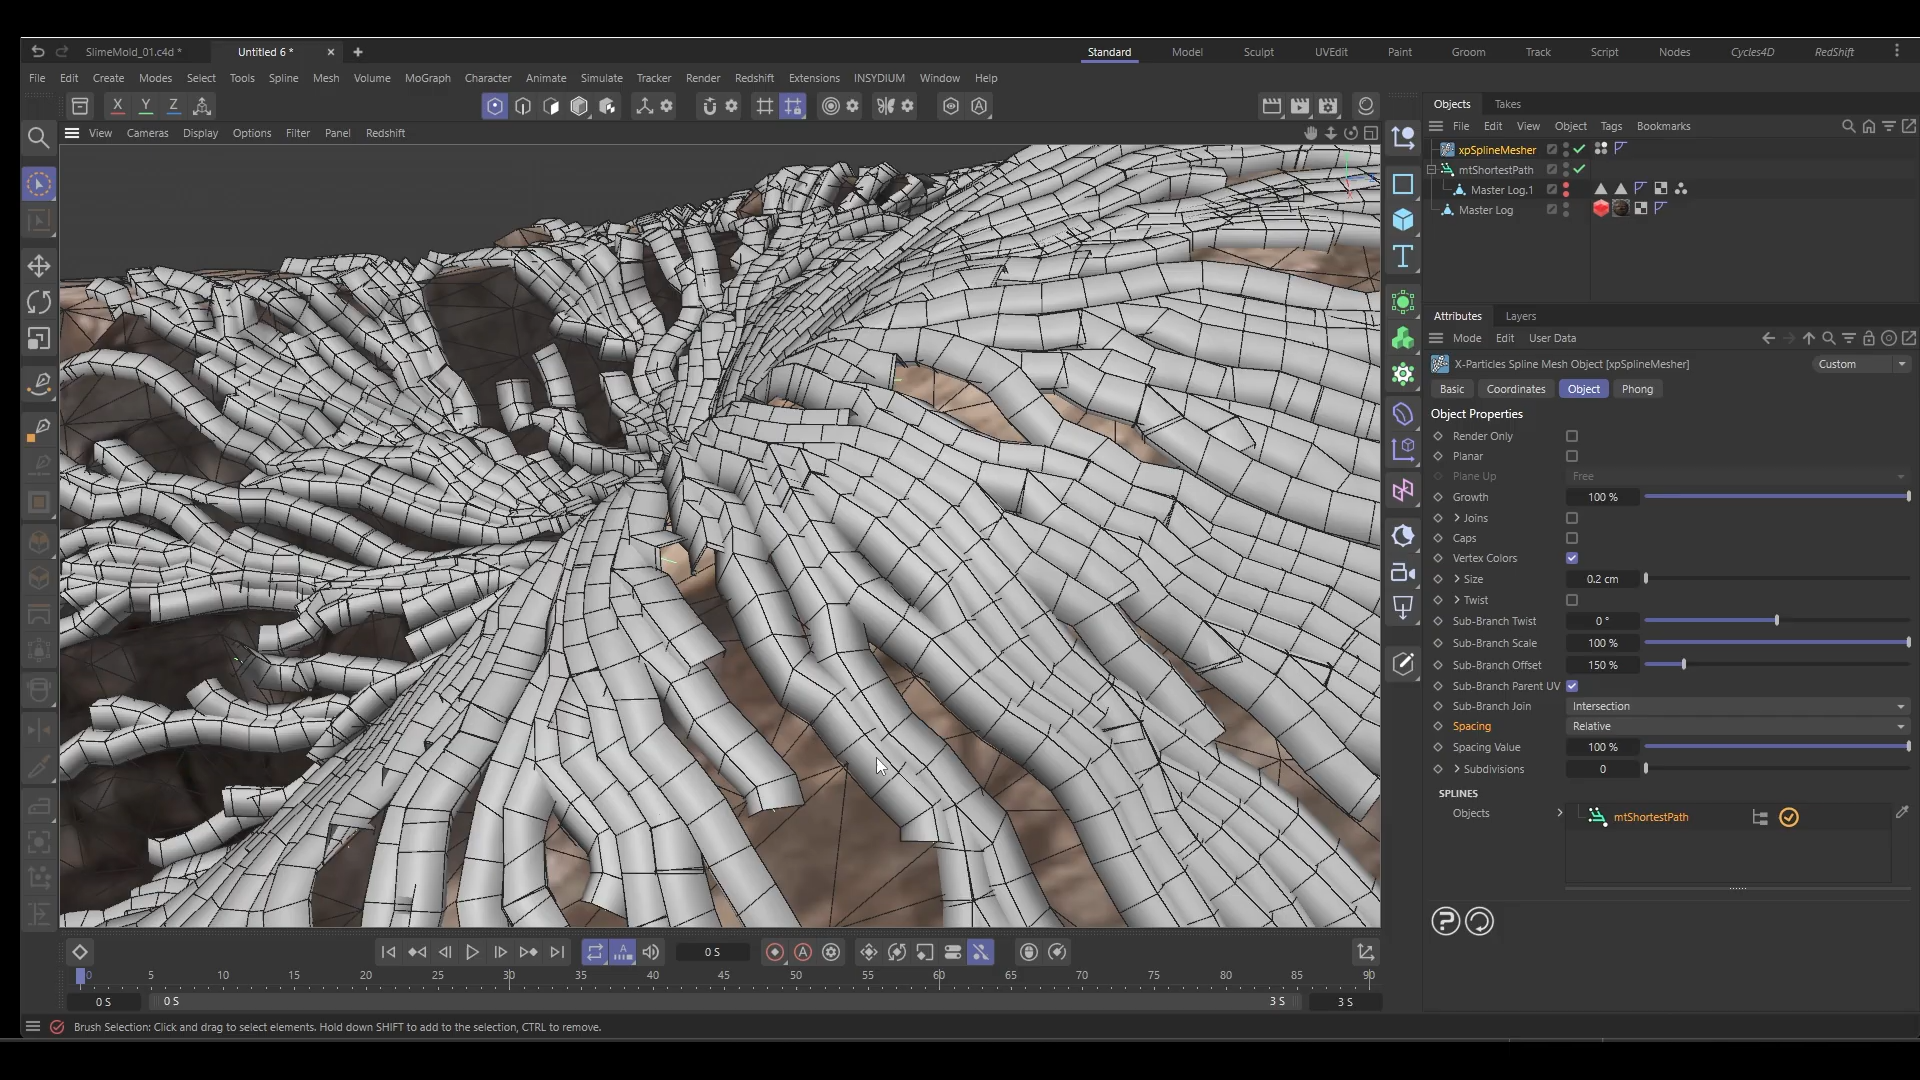 SlimeMold_01.c4d *
Untitled 6 *
Standard
Model
Sculpt
UVEdit
Paint
Groom
Track
Script
Nodes
Cycles4D
RedShift
File Edit Create Modes Select Tools Spline Mesh Volume MoGraph Character Animate Simulate Tracker Render Redshift Extensions INSYDIUM Window Help
X Y Z
View Cameras Display Options Filter Panel Redshift
Objects Takes
File Edit View Object Tags Bookmarks
xpSplineMesher
mtShortestPath
Master Log.1
Master Log
Attributes Layers
Mode Edit User Data
X-Particles Spline Mesh Object [xpSplineMesher]
Custom
Basic Coordinates Object Phong
Object Properties
Render Only
Planar
Plane Up Free
Growth 100 %
Joins
Caps
Vertex Colors
Size 0.2 cm
Twist
Sub-Branch Twist 0 °
Sub-Branch Scale 100 %
Sub-Branch Offset 150 %
Sub-Branch Parent UV
Sub-Branch Join Intersection
Spacing Relative
Spacing Value 100 %
Subdivisions 0
SPLINES
Objects mtShortestPath
0 S
0 5 10 15 20 25 30 35 40 45 50 55 60 65 70 75 80 85 90
0 S 0 S 3 S 3 S
Brush Selection: Click and drag to select elements. Hold down SHIFT to add to the selection, CTRL to remove.